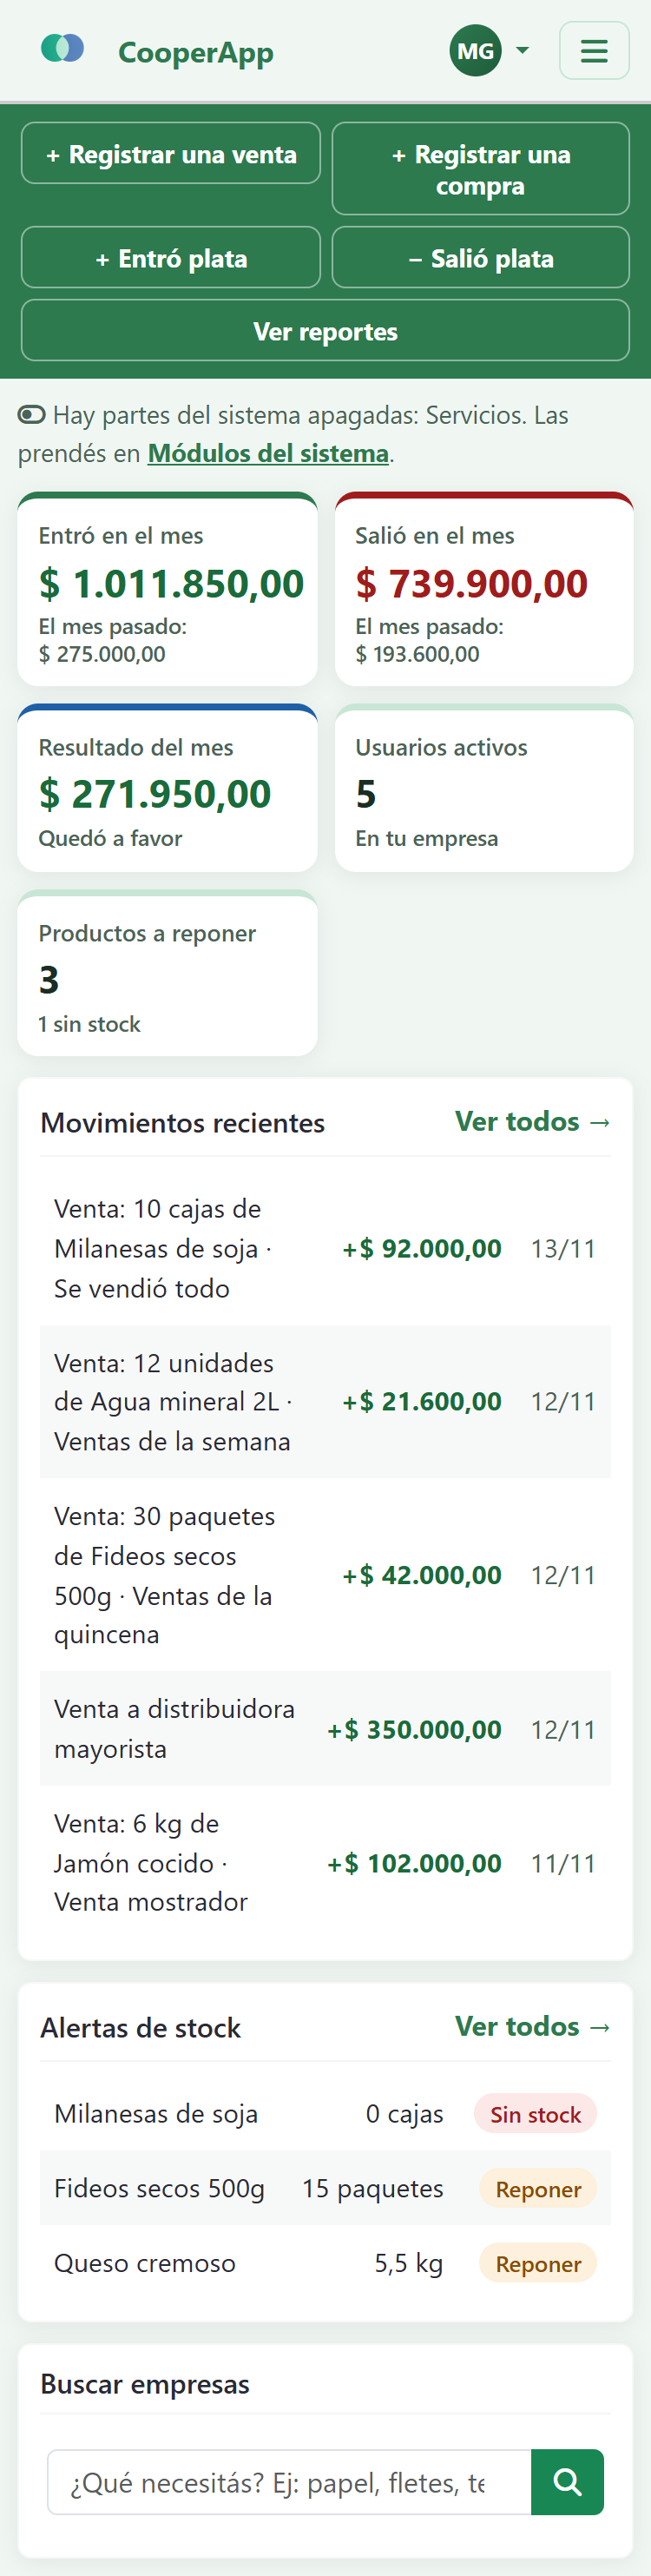 CooperApp
MG
+ Registrar una venta
+ Registrar una
compra
+ Entró plata
− Salió plata
Ver reportes
Hay partes del sistema apagadas: Servicios. Las
prendés en Módulos del sistema.
Entró en el mes
$ 1.011.850,00
El mes pasado:
$ 275.000,00
Salió en el mes
$ 739.900,00
El mes pasado:
$ 193.600,00
Resultado del mes
$ 271.950,00
Quedó a favor
Usuarios activos
5
En tu empresa
Productos a reponer
3
1 sin stock
Movimientos recientes
Ver todos →
Venta: 10 cajas de
Milanesas de soja ·
Se vendió todo
+$ 92.000,00
13/11
Venta: 12 unidades
de Agua mineral 2L ·
Ventas de la semana
+$ 21.600,00
12/11
Venta: 30 paquetes
de Fideos secos
500g · Ventas de la
quincena
+$ 42.000,00
12/11
Venta a distribuidora
mayorista
+$ 350.000,00
12/11
Venta: 6 kg de
Jamón cocido ·
Venta mostrador
+$ 102.000,00
11/11
Alertas de stock
Ver todos →
Milanesas de soja
0 cajas
Sin stock
Fideos secos 500g
15 paquetes
Reponer
Queso cremoso
5,5 kg
Reponer
Buscar empresas
¿Qué necesitás? Ej: papel, fletes,